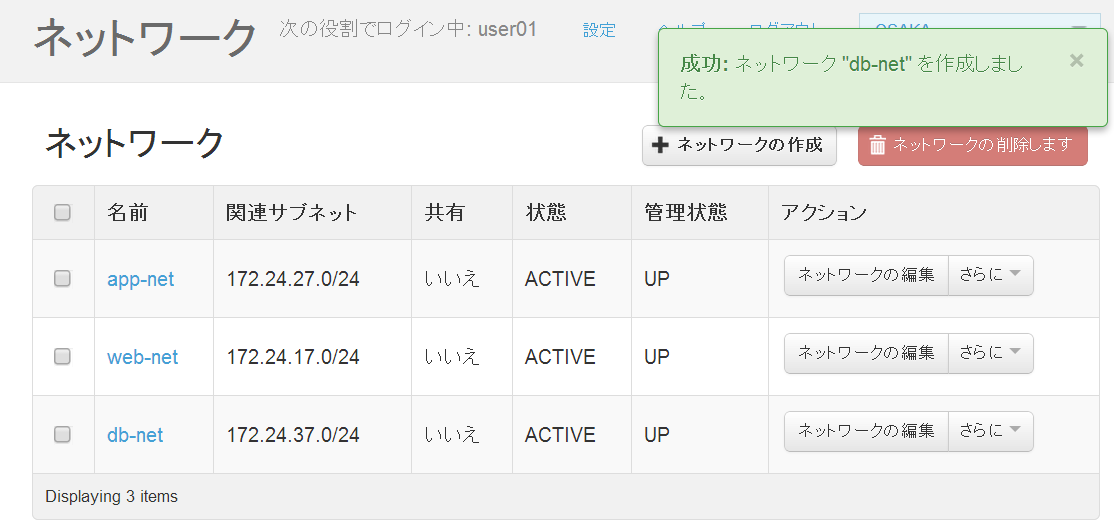 ネットワーク 次の役割でログイン中: user01 設定
成功: ネットワーク "db-net" を作成しまし ×
た。
ネットワーク ネットワークの作成 ネットワークの削除します
名前 関連サブネット 共有 状態 管理状態 アクション
app-net 172.24.27.0/24 いいえ ACTIVE UP ネットワークの編集 さらに
web-net 172.24.17.0/24 いいえ ACTIVE UP ネットワークの編集 さらに
db-net 172.24.37.0/24 いいえ ACTIVE UP ネットワークの編集 さらに
Displaying 3 items